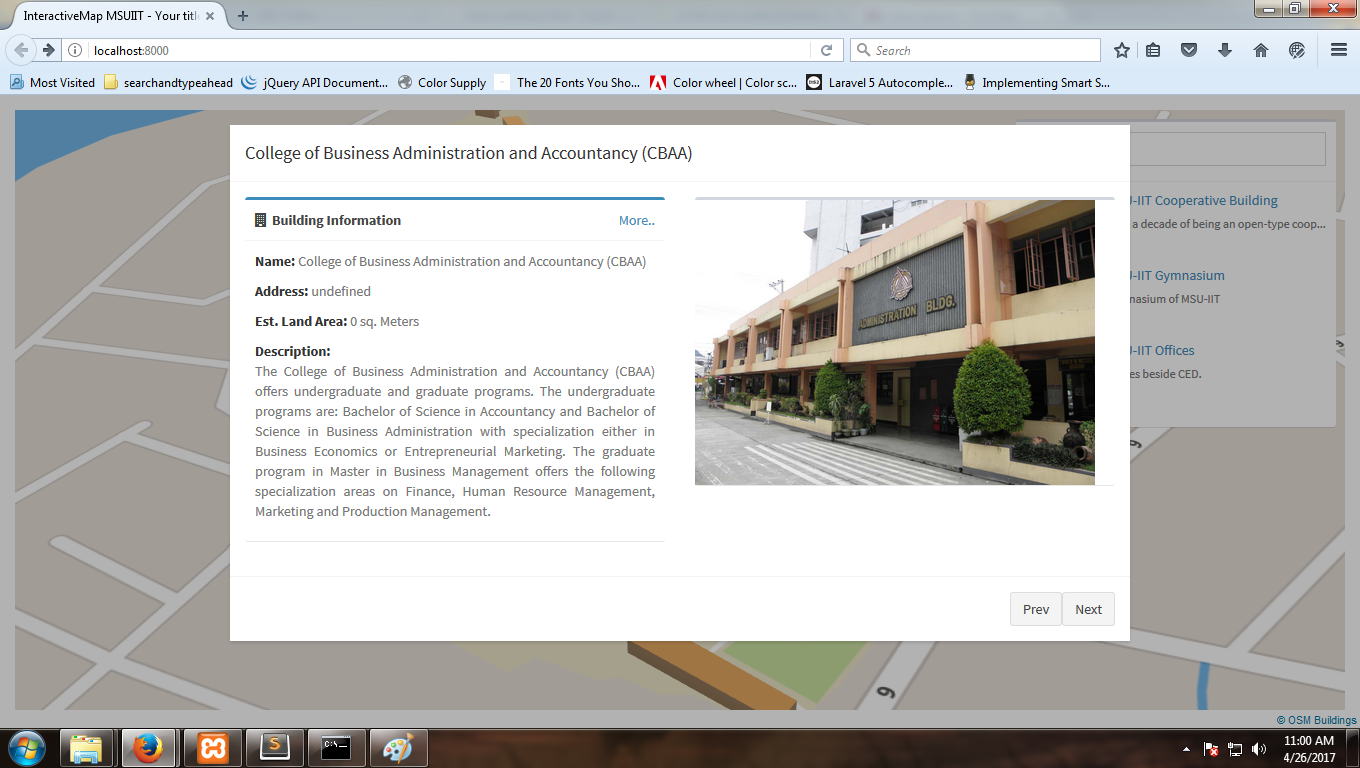 InteractiveMap MSUIIT - Your titl
localhost:8000
Search
Most Visited
searchandtypeahead
jQuery API Document...
Color Supply
The 20 Fonts You Sho...
Color wheel | Color sc...
Laravel 5 Autocomple...
Implementing Smart S...
College of Business Administration and Accountancy (CBAA)
Building Information
More..
Name: College of Business Administration and Accountancy (CBAA)
Address: undefined
Est. Land Area: 0 sq. Meters
Description:
The College of Business Administration and Accountancy (CBAA)
offers undergraduate and graduate programs. The undergraduate
programs are: Bachelor of Science in Accountancy and Bachelor of
Science in Business Administration with specialization either in
Business Economics or Entrepreneurial Marketing. The graduate
program in Master in Business Management offers the following
specialization areas on Finance, Human Resource Management,
Marketing and Production Management.
ADMINISTRATION BLDG.
Prev
Next
J-IIT Cooperative Building
a decade of being an open-type coop...
J-IIT Gymnasium
nasium of MSU-IIT
J-IIT Offices
es beside CED.
© OSM Buildings
C:\
11:00 AM
4/26/2017